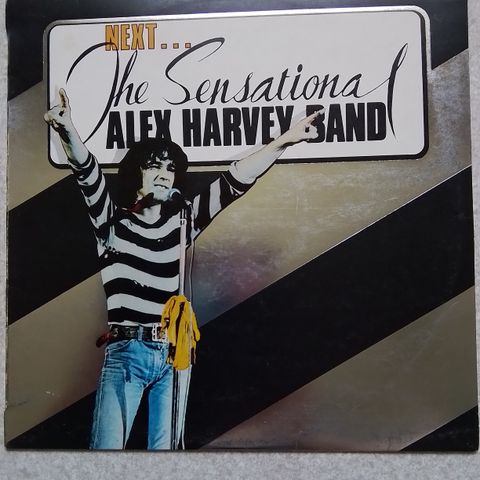 NEXT...
The Sensational
ALEX HARVEY BAND